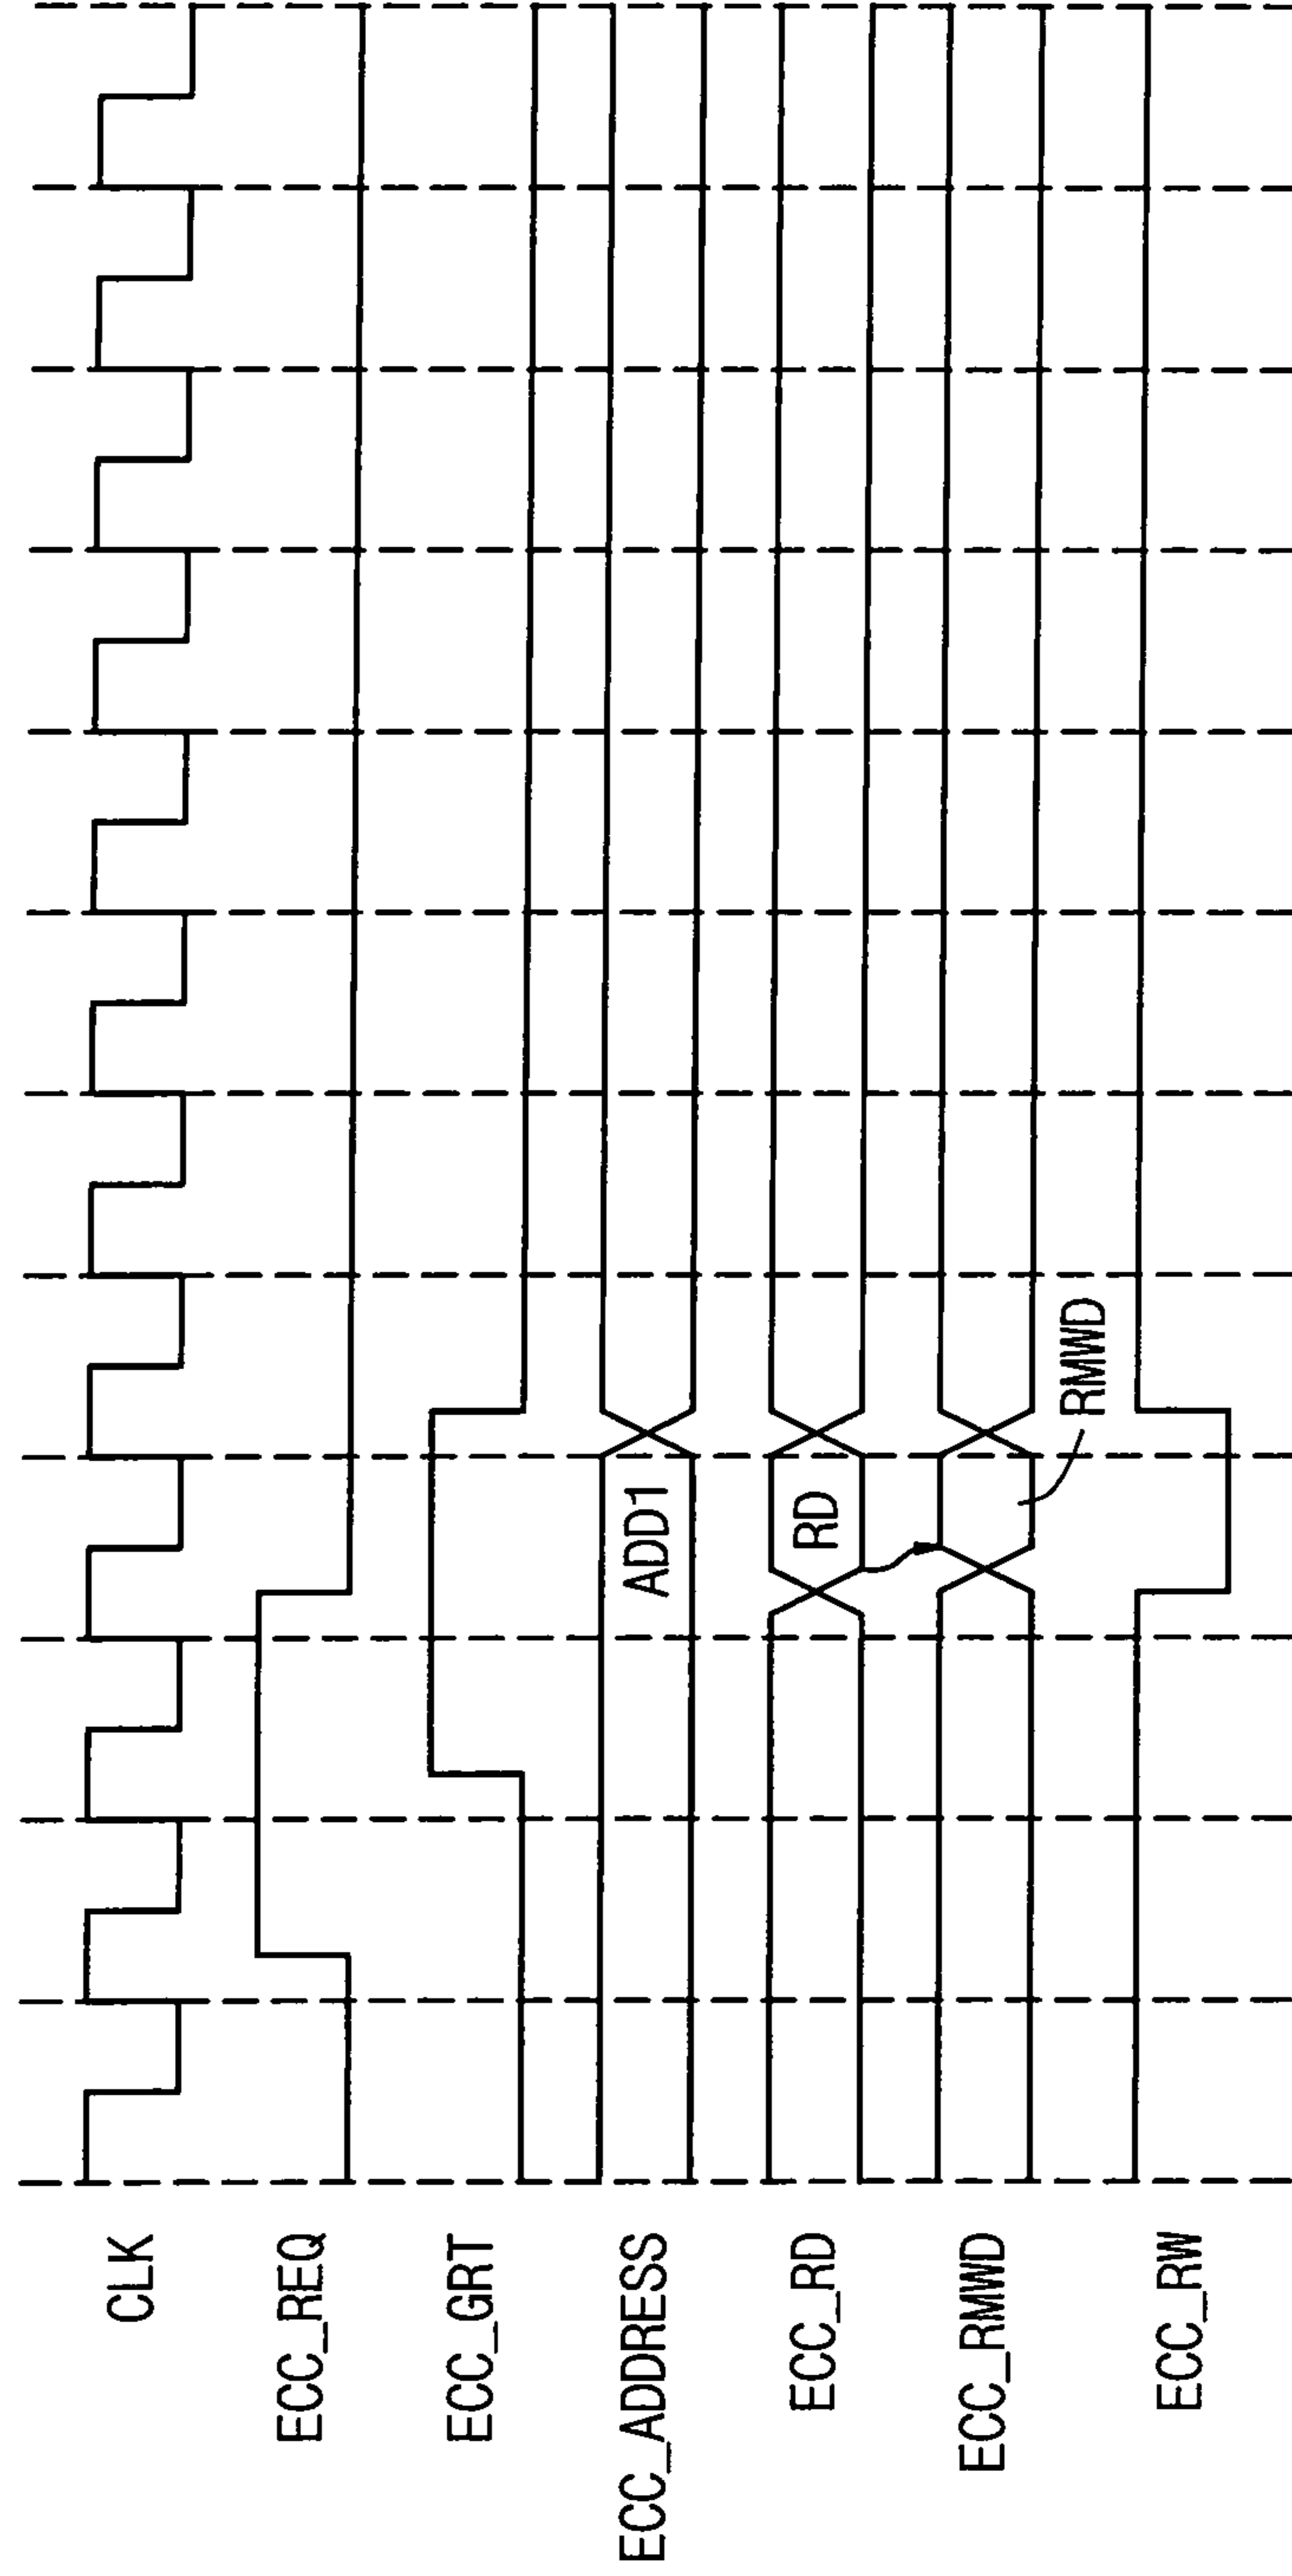 CLK
ECC_REQ
ECC_GRT
ECC_ADDRESS
ADD1
ECC_RD
RD
ECC_RMWD
RMWD
ECC_RW